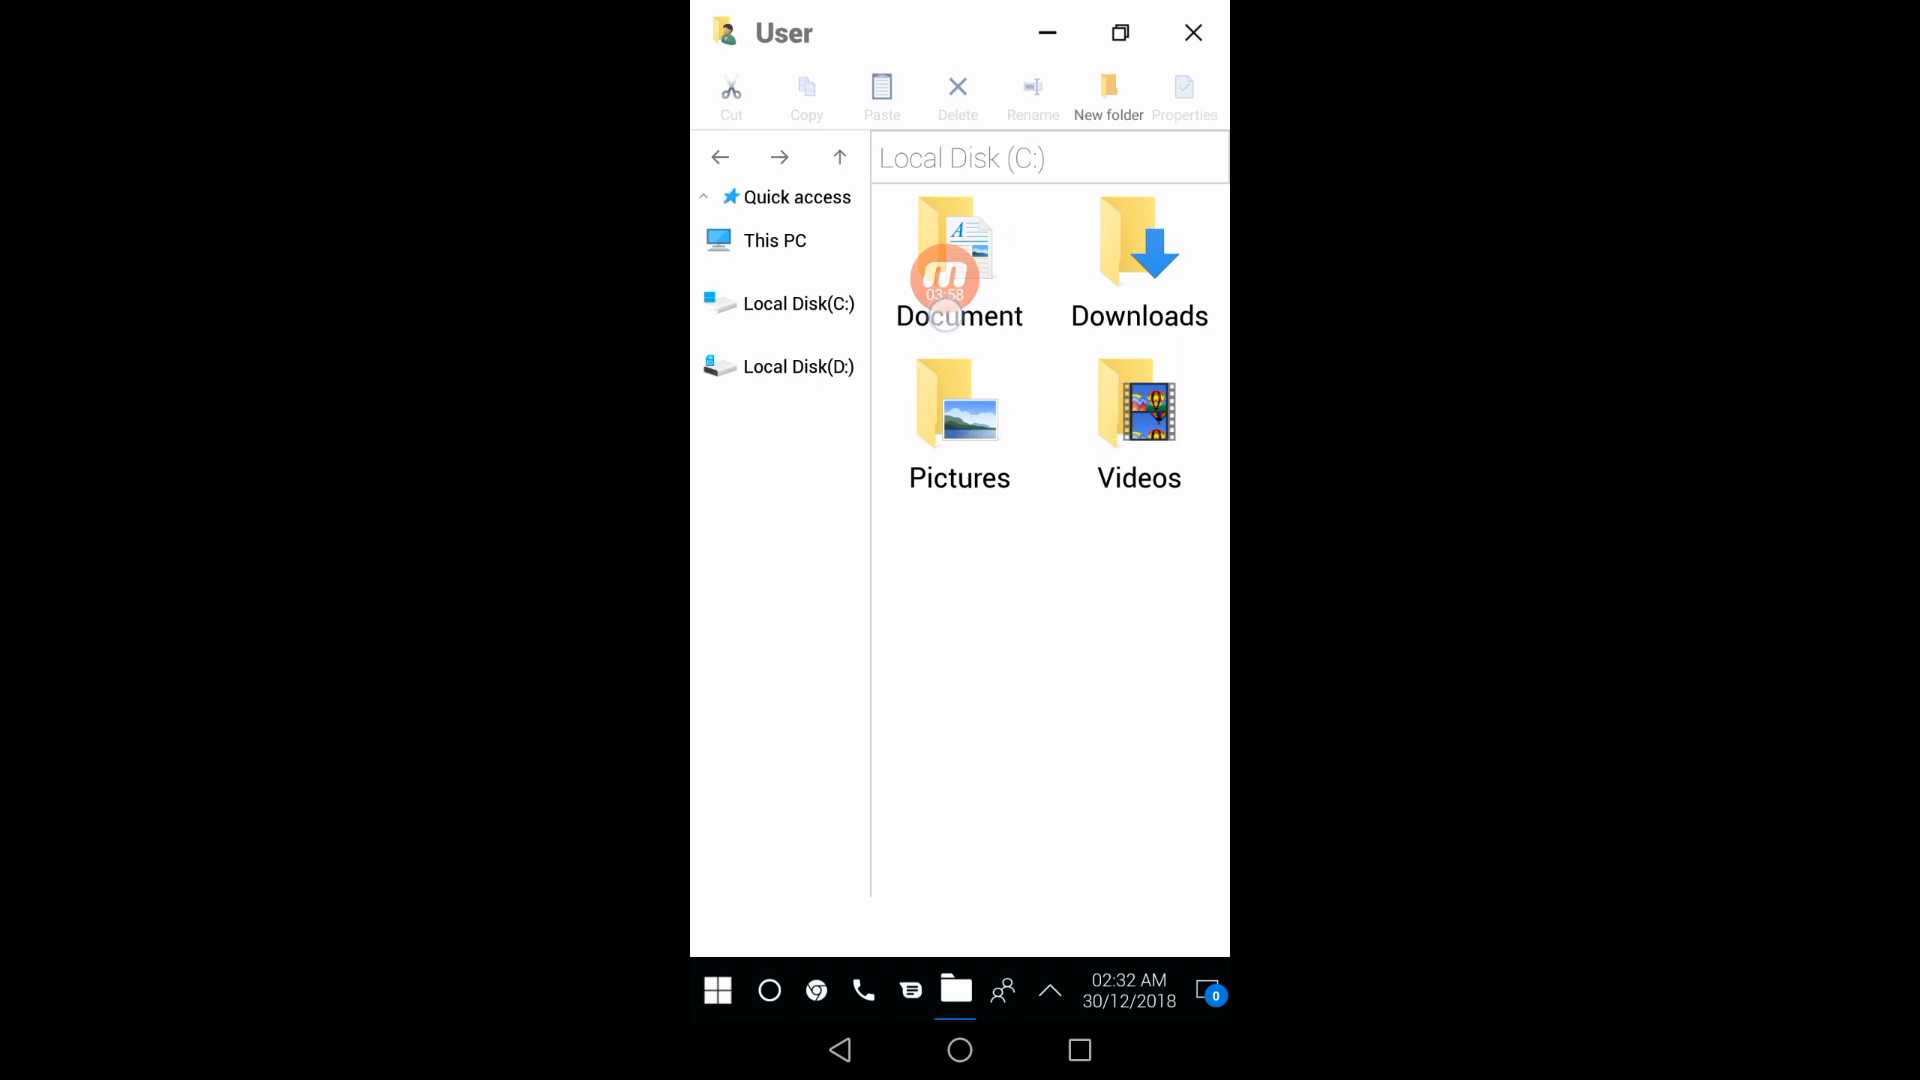 User
Cut Copy Paste Delete Rename New folder Properties
Local Disk (C:)
Quick access
This PC
Local Disk(C:)
Local Disk(D:)
A
03:58
Document Downloads
Pictures Videos
02:32 AM
30/12/2018
0